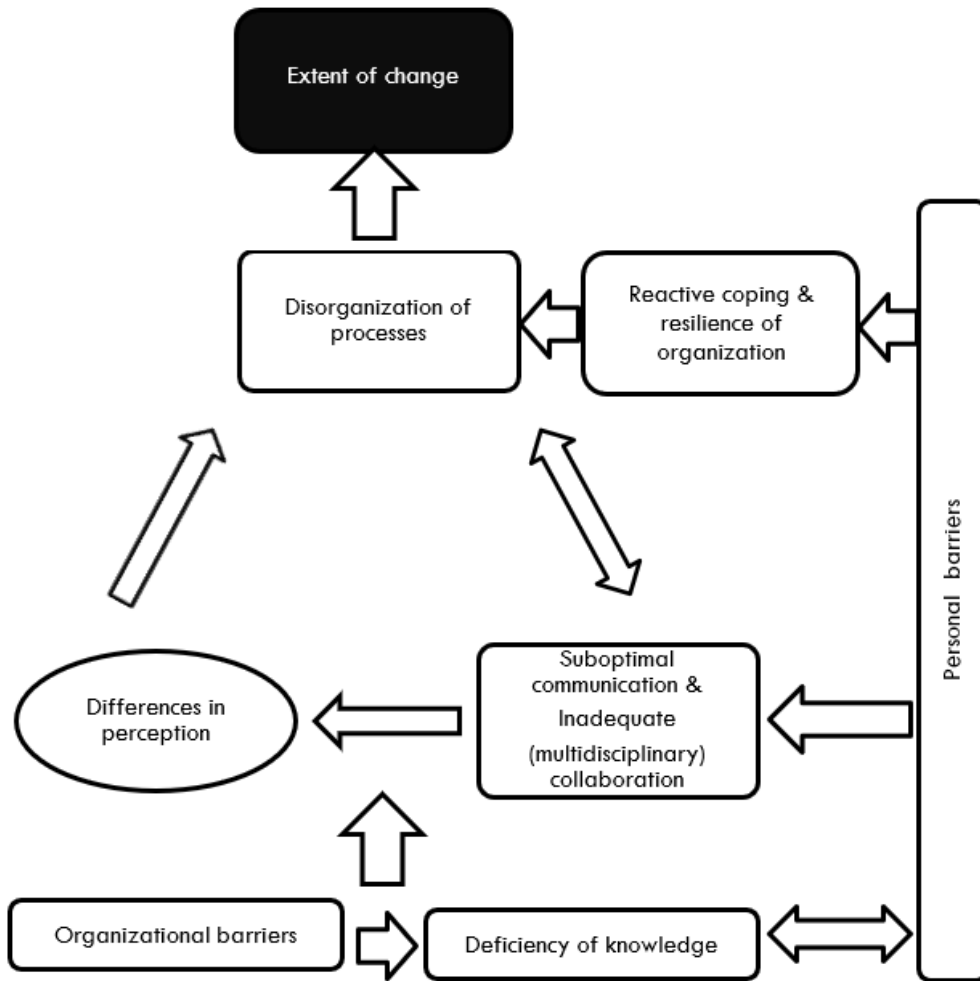 Extent of change
Disorganization of
processes
Reactive coping &
resilience of
organization
Personal barriers
Differences in
perception
Suboptimal
communication &
Inadequate
(multidisciplinary)
collaboration
Organizational barriers
Deficiency of knowledge